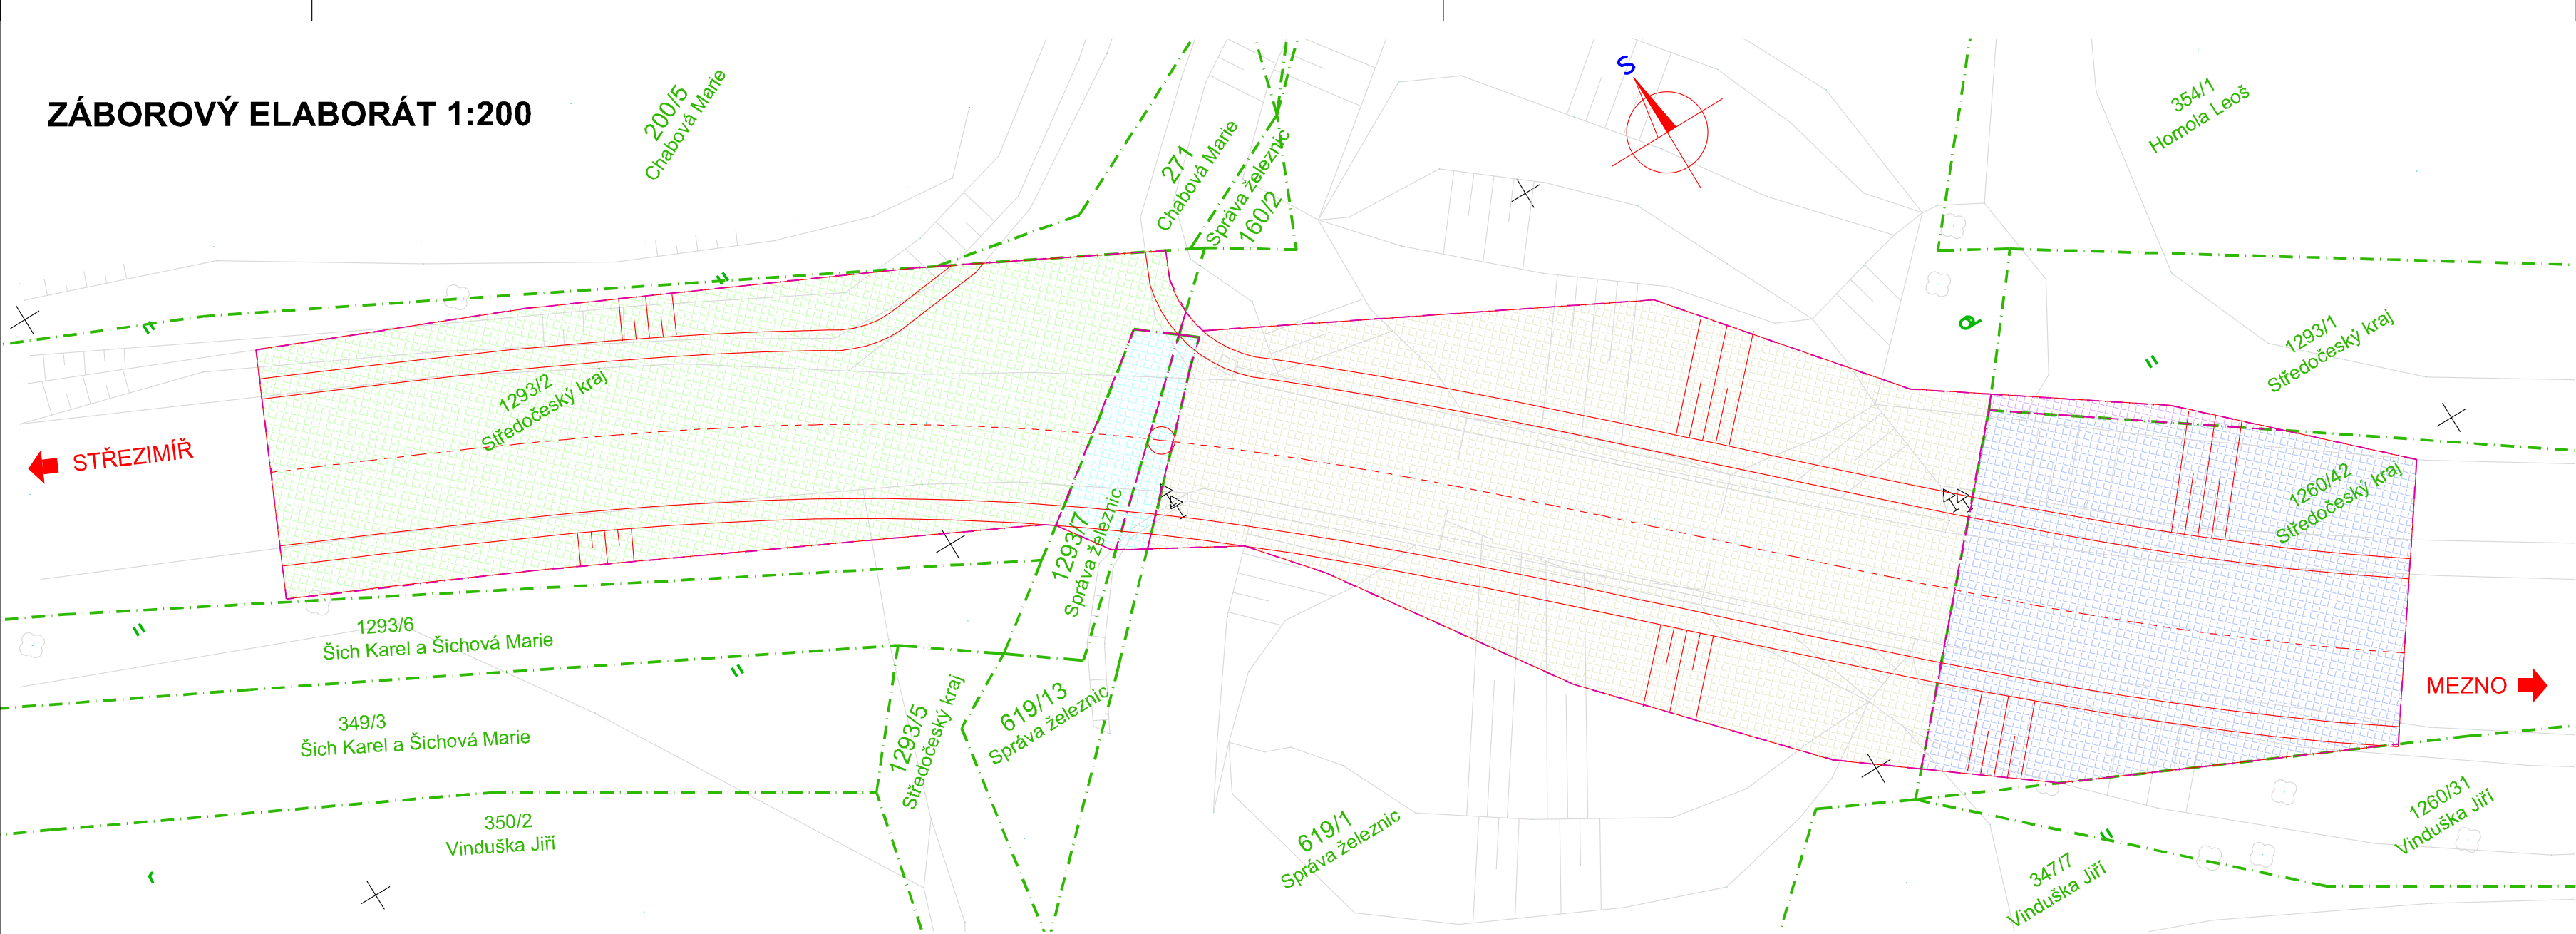 ZÁBOROVÝ ELABORÁT 1:200
200/5
Chabová Marie
271
Chabová Marie
Správa železnic
160/2
S
354/1
Homola Leoš
1293/1
Středočeský kraj
1293/2
Středočeský kraj
STŘEZIMÍŘ
1260/42
Středočeský kraj
1293/7
Správa železnic
1293/6
Šich Karel a Šichová Marie
MEZNO
349/3
Šich Karel a Šichová Marie
1293/5
Středočeský kraj
619/13
Správa železnic
350/2
Vinduška Jiří
619/1
Správa železnic
1260/31
Vinduška Jiří
347/7
Vinduška Jiří